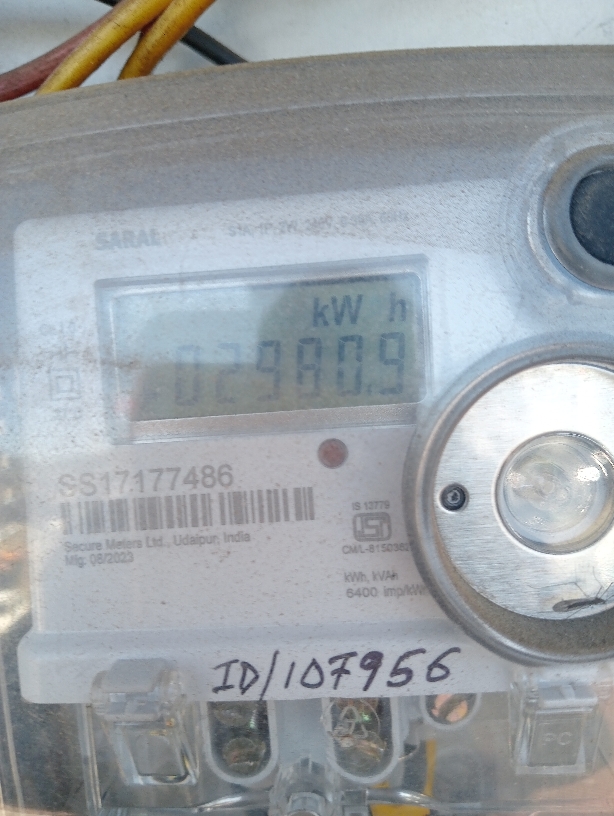 SARAL
kW h
02980.9
SS17177486
Secure Meters Ltd., Udaipur, India
Mfg. 08/2023
IS 13779
kWh, kVAh
6400 imp/kWh
ID/107956
PC